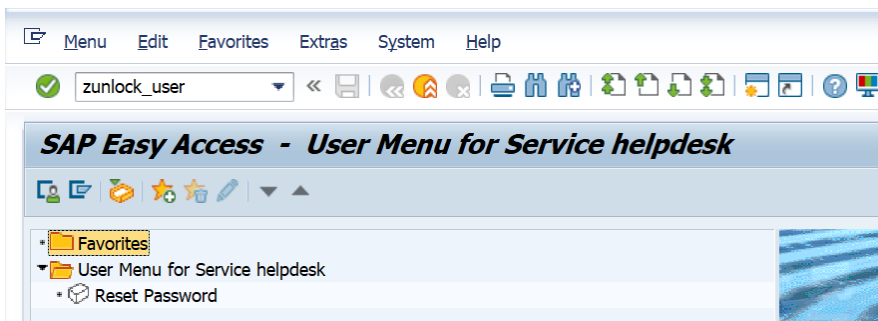 Menu Edit Favorites Extras System Help
zunlock_user
SAP Easy Access - User Menu for Service helpdesk
Favorites
User Menu for Service helpdesk
Reset Password